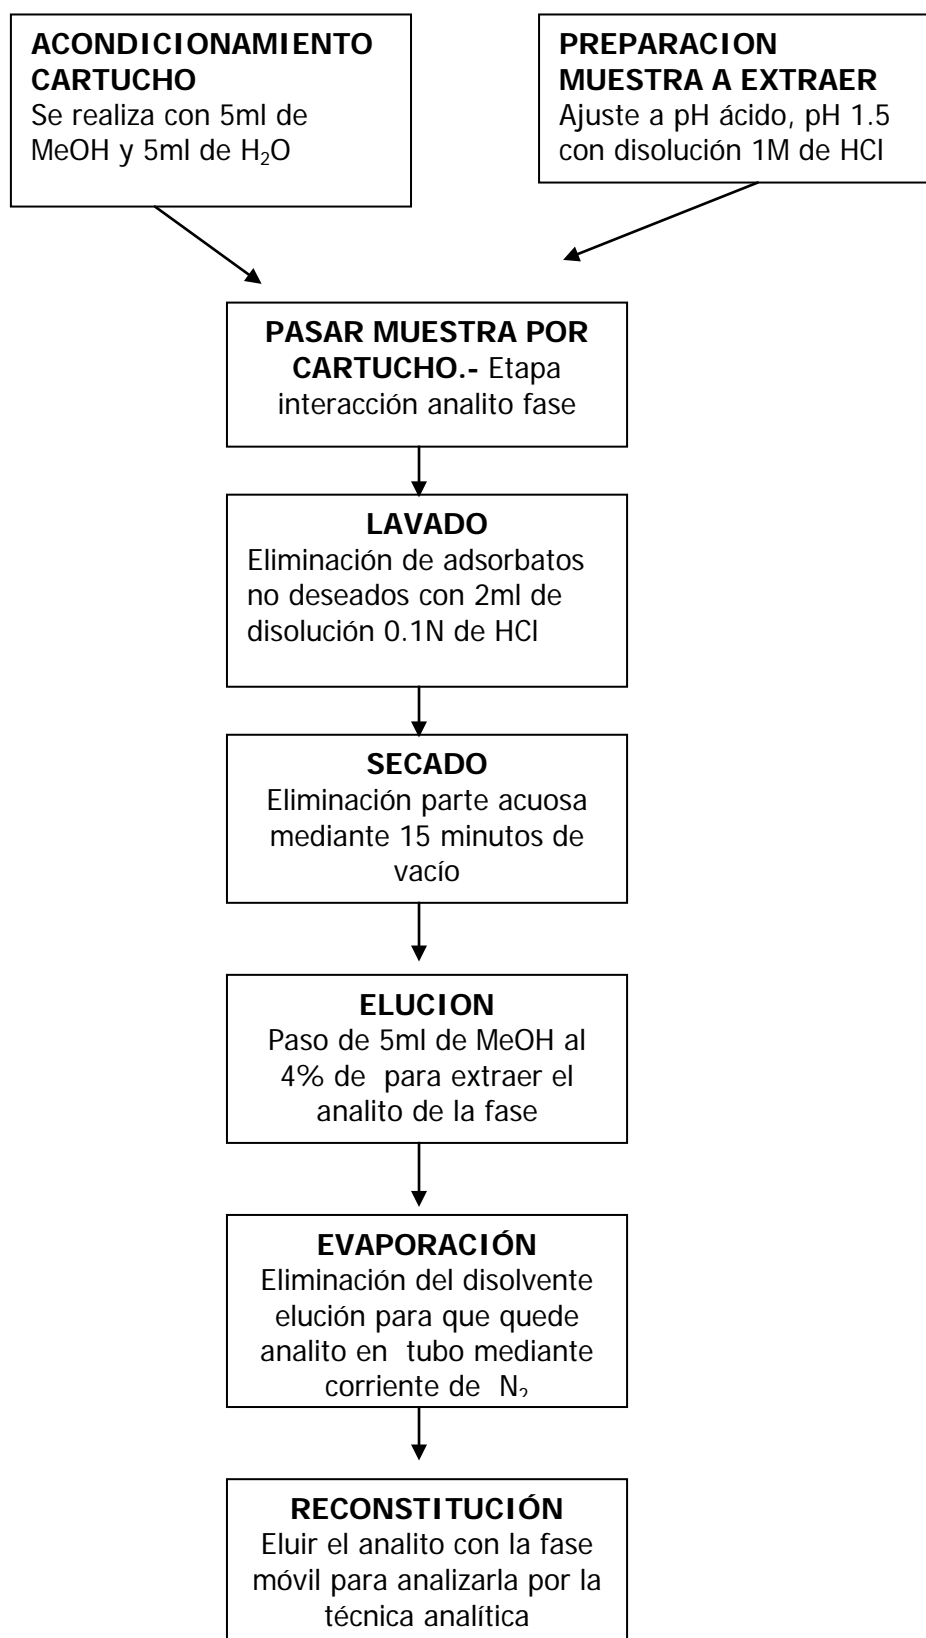 ACONDICIONAMIENTO
CARTUCHO
Se realiza con 5ml de
MeOH y 5ml de H₂O
PREPARACION
MUESTRA A EXTRAER
Ajuste a pH ácido, pH 1.5
con disolución 1M de HCl
PASAR MUESTRA POR
CARTUCHO.- Etapa
interacción analito fase
LAVADO
Eliminación de adsorbatos
no deseados con 2ml de
disolución 0.1N de HCl
SECADO
Eliminación parte acuosa
mediante 15 minutos de
vacío
ELUCION
Paso de 5ml de MeOH al
4% de para extraer el
analito de la fase
EVAPORACIÓN
Eliminación del disolvente
elución para que quede
analito en tubo mediante
corriente de N₂
RECONSTITUCIÓN
Eluir el analito con la fase
móvil para analizarla por la
técnica analítica